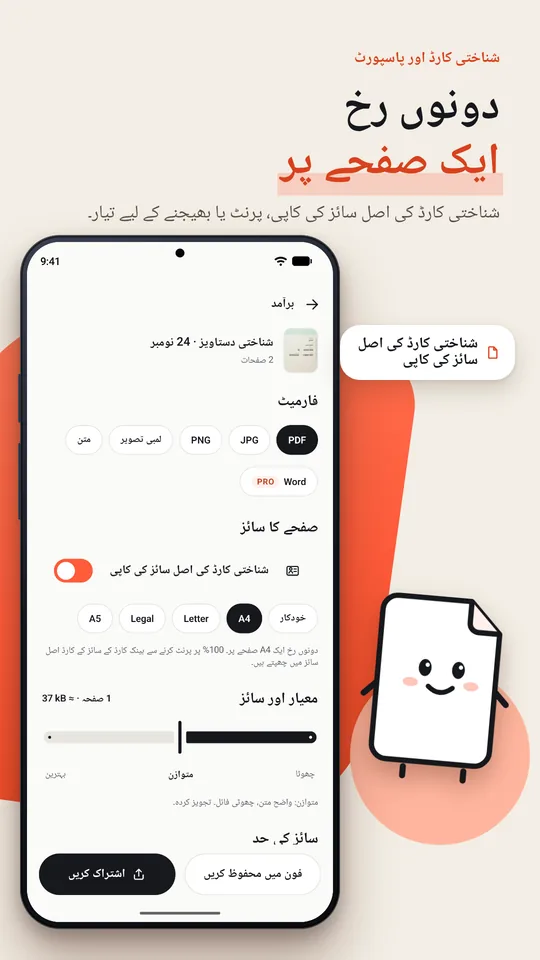 شناختی کارڈ اور پاسپورٹ
دونوں رخ
ایک صفحے پر
شناختی کارڈ کی اصل سائز کی کاپی، پرنٹ یا بھیجنے کے لیے تیار۔
9:41
برآمد
شناختی دستاویز · 24 نومبر
2 صفحات
شناختی کارڈ کی اصل
سائز کی کاپی
فارمیٹ
PDF JPG PNG لمبی تصویر متن
Word PRO
صفحے کا سائز
شناختی کارڈ کی اصل سائز کی کاپی
خودکار A4 Letter Legal A5
دونوں رخ ایک A4 صفحے پر۔ 100% پر پرنٹ کرنے سے بینک کارڈ کے سائز کے کارڈ اصل
سائز میں چھپتے ہیں۔
معیار اور سائز
1 صفحہ · ≈ 37 kB
چھوٹا متوازن بہترین
متوازن: واضح متن، چھوٹی فائل۔ تجویز کردہ۔
سائز کی حد
فون میں محفوظ کریں
اشتراک کریں